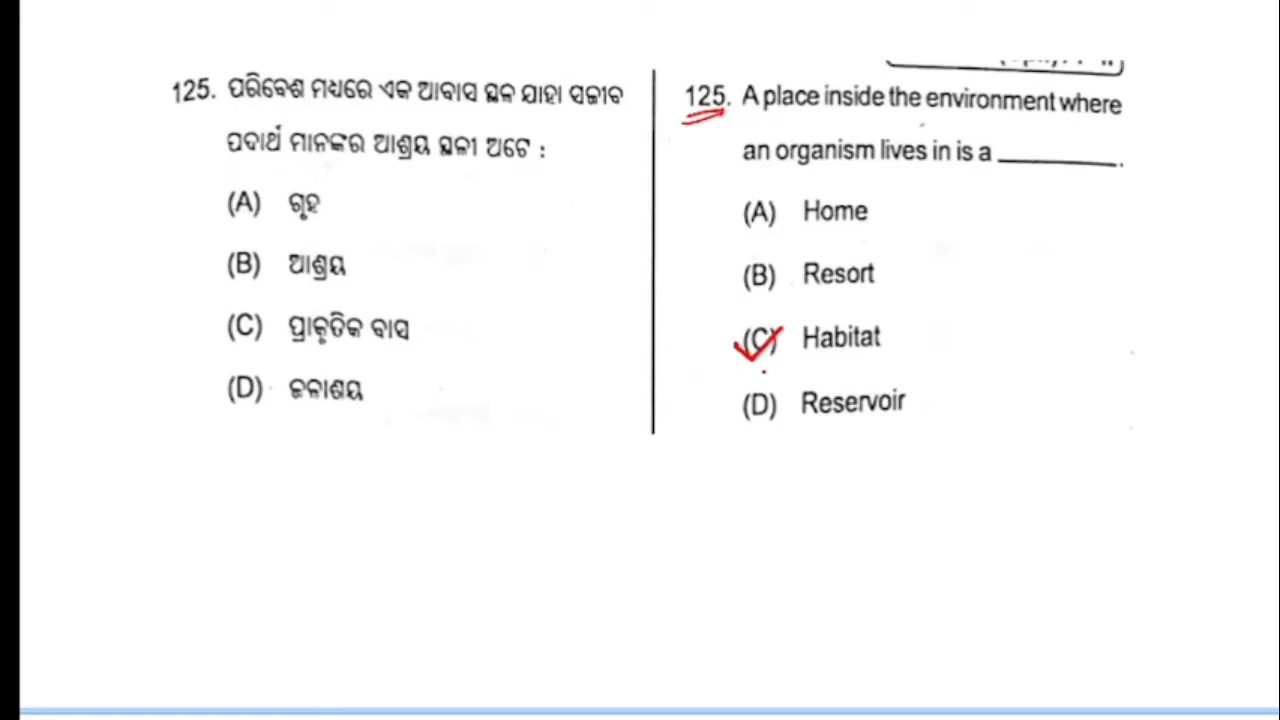 125. ପରିବେଶ ମଧ୍ୟରେ ଏକ ଆବାସ ସ୍ଥଳ ଯାହା ସଜୀବ
ପଦାର୍ଥ ମାନଙ୍କର ଆଶ୍ରୟ ସ୍ଥଳୀ ଅଟେ :
(A) ଗୃହ
(B) ଆଶ୍ରୟ
(C) ପ୍ରାକୃତିକ ବାସ
(D) ଜଳାଶୟ
125. A place inside the environment where
an organism lives in is a ________.
(A) Home
(B) Resort
(C) Habitat
(D) Reservoir